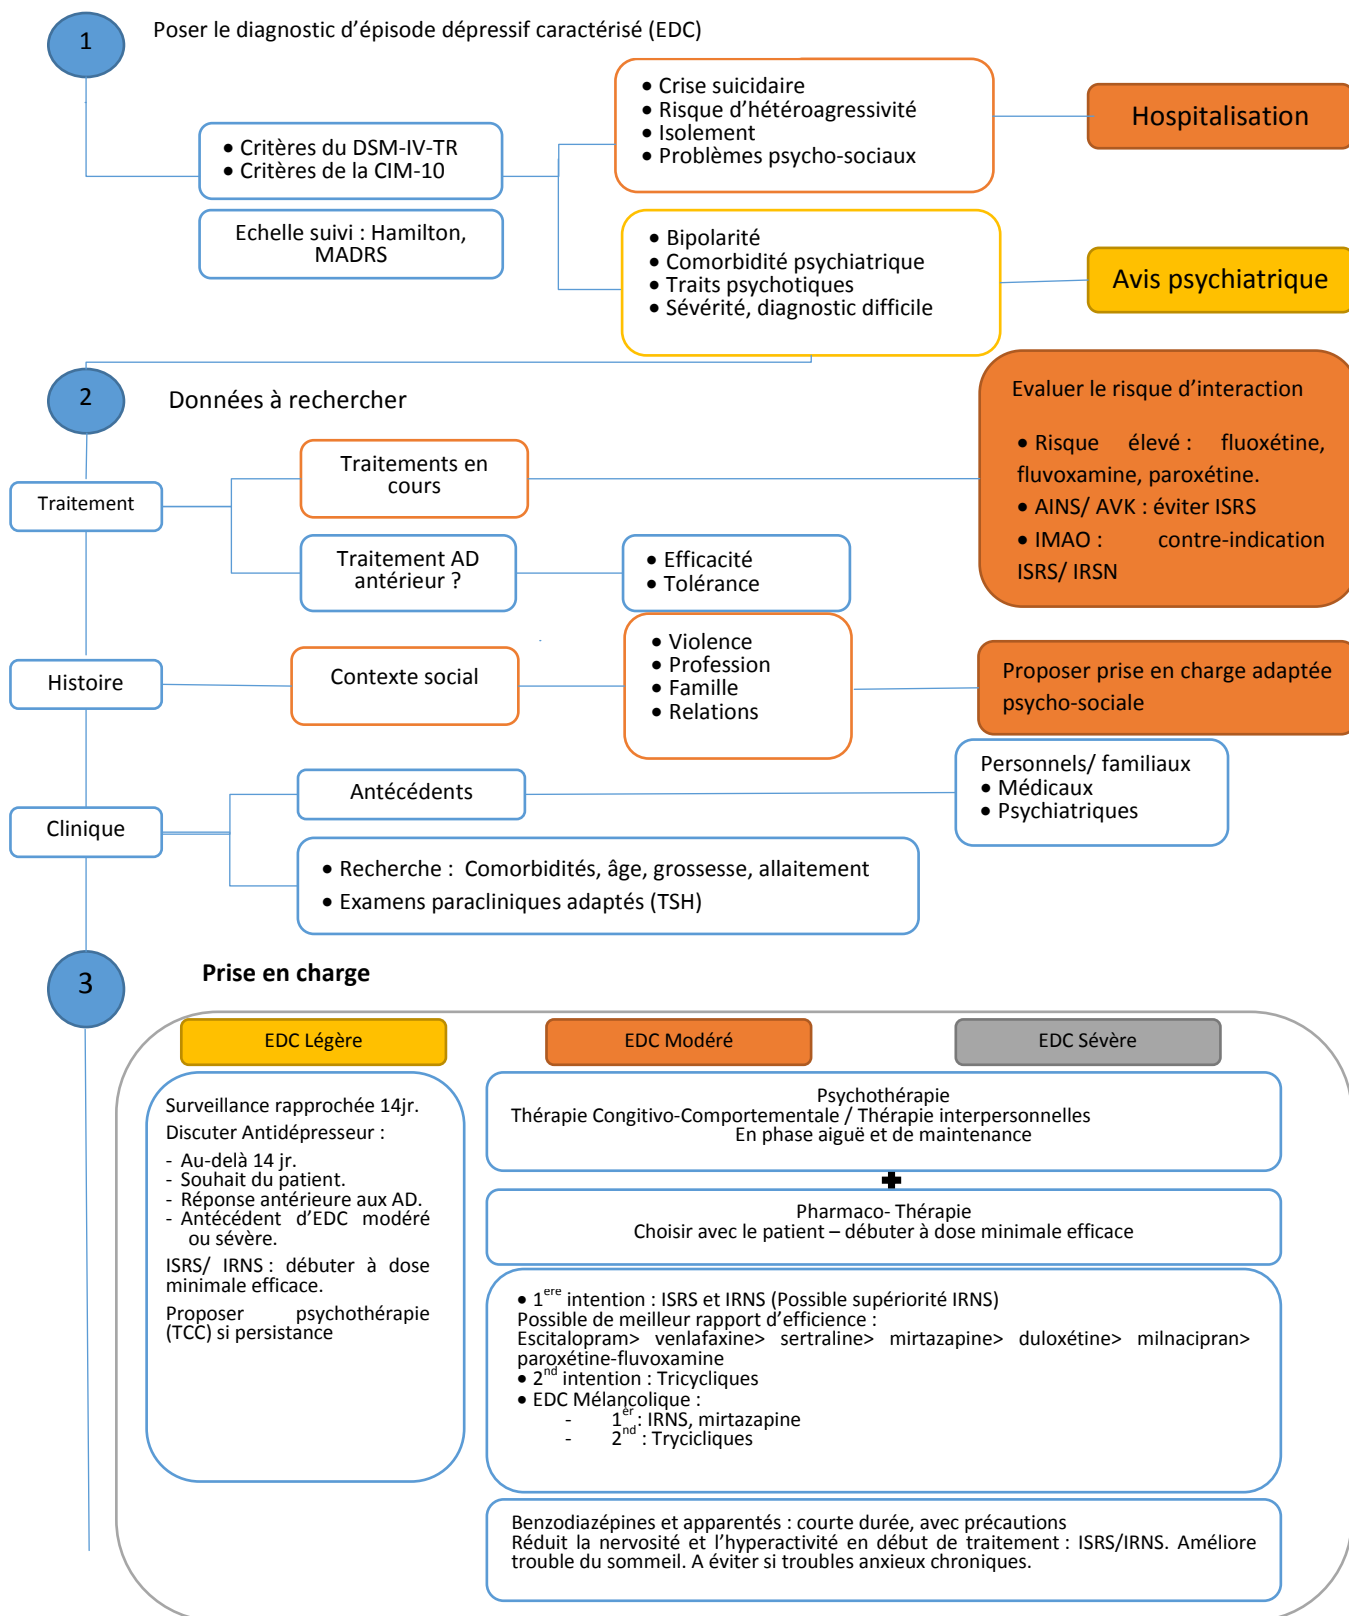 1
Poser le diagnostic d'épisode dépressif caractérisé (EDC)
• Critères du DSM-IV-TR
• Critères de la CIM-10
Echelle suivi : Hamilton,
MADRS
• Crise suicidaire
• Risque d'hétéroagressivité
• Isolement
• Problèmes psycho-sociaux
Hospitalisation
• Bipolarité
• Comorbidité psychiatrique
• Traits psychotiques
• Sévérité, diagnostic difficile
Avis psychiatrique
2
Données à rechercher
Traitement
Traitements en
cours
Evaluer le risque d'interaction
• Risque élevé : fluoxétine,
fluvoxamine, paroxétine.
• AINS/ AVK : éviter ISRS
• IMAO : contre-indication
ISRS/ IRSN
Traitement AD
antérieur ?
• Efficacité
• Tolérance
Histoire
Contexte social
• Violence
• Profession
• Famille
• Relations
Proposer prise en charge adaptée
psycho-sociale
Clinique
Antécédents
Personnels/ familiaux
• Médicaux
• Psychiatriques
• Recherche : Comorbidités, âge, grossesse, allaitement
• Examens paracliniques adaptés (TSH)
3
Prise en charge
EDC Légère
Surveillance rapprochée 14jr.
Discuter Antidépresseur :
- Au-delà 14 jr.
- Souhait du patient.
- Réponse antérieure aux AD.
- Antécédent d'EDC modéré
ou sévère.
ISRS/ IRNS : débuter à dose
minimale efficace.
Proposer psychothérapie
(TCC) si persistance
EDC Modéré
EDC Sévère
Psychothérapie
Thérapie Congitivo-Comportementale / Thérapie interpersonnelles
En phase aiguë et de maintenance
Pharmaco- Thérapie
Choisir avec le patient – débuter à dose minimale efficace
• 1ere intention : ISRS et IRNS (Possible supériorité IRNS)
Possible de meilleur rapport d'efficience :
Escitalopram> venlafaxine> sertraline> mirtazapine> duloxétine> milnacipran>
paroxétine-fluvoxamine
• 2nd intention : Tricycliques
• EDC Mélancolique :
- 1er : IRNS, mirtazapine
- 2nd : Trycicliques
Benzodiazépines et apparentés : courte durée, avec précautions
Réduit la nervosité et l'hyperactivité en début de traitement : ISRS/IRNS. Améliore
trouble du sommeil. A éviter si troubles anxieux chroniques.